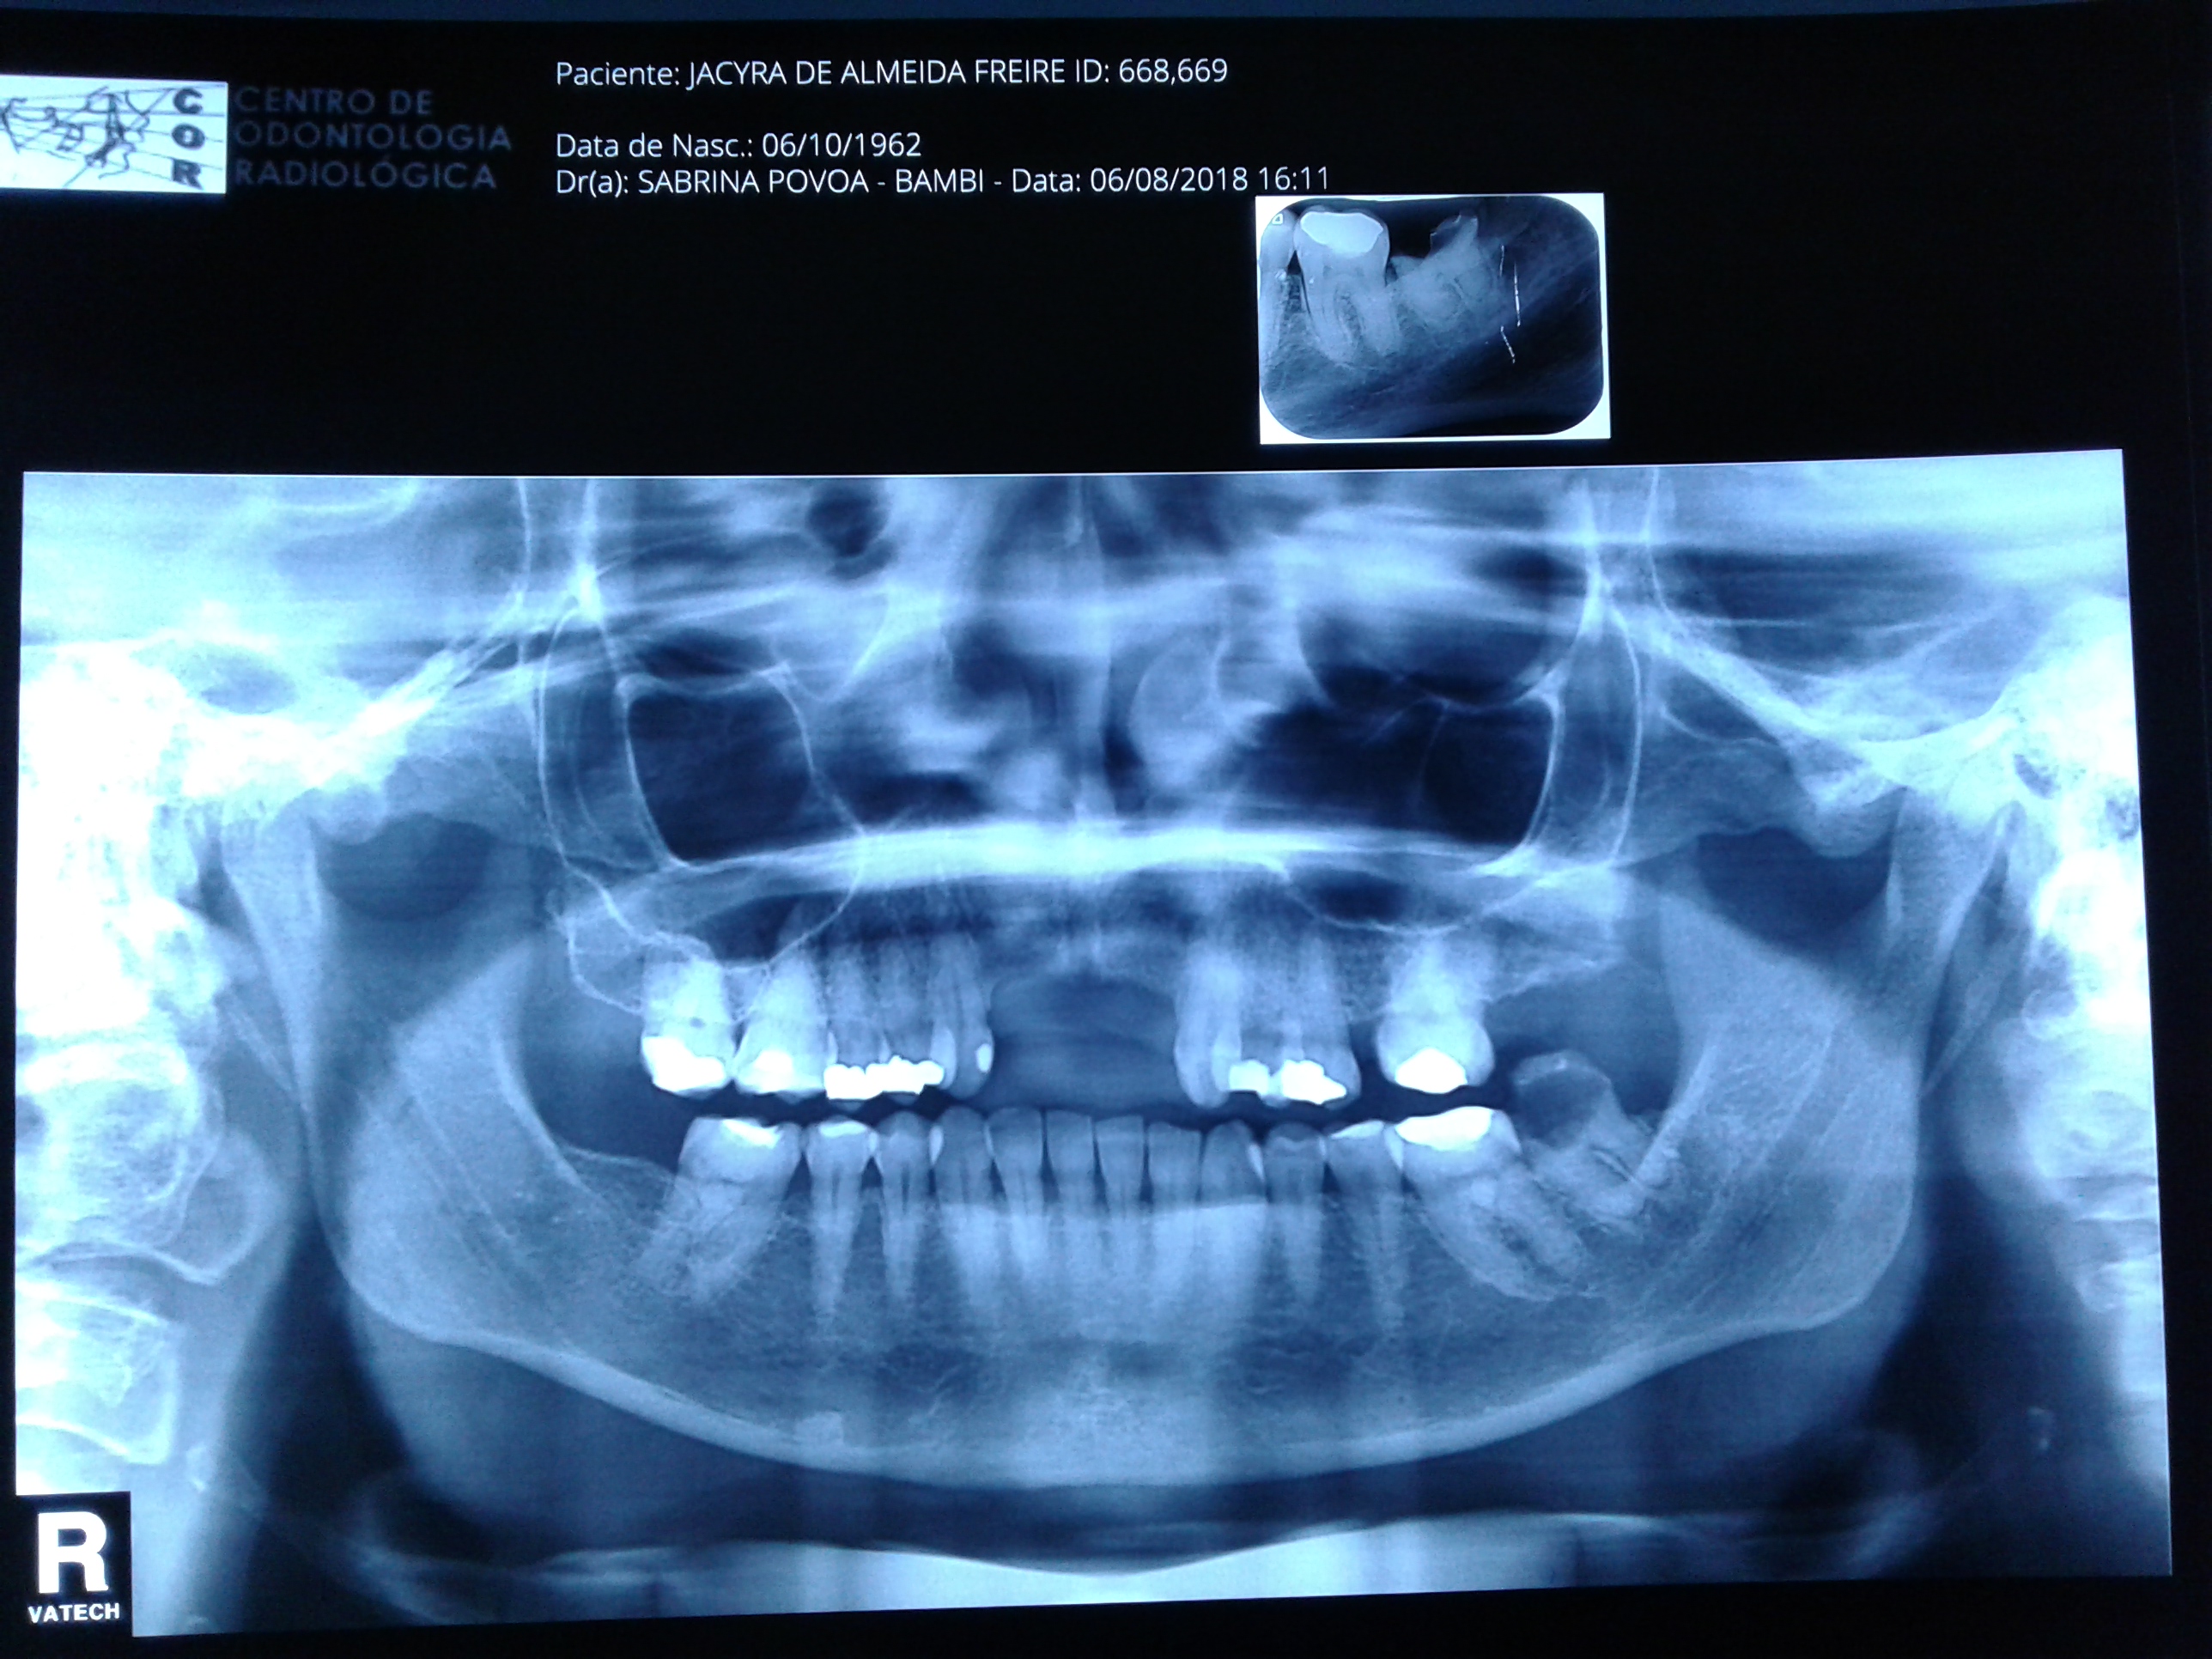 C O R
CENTRO DE
ODONTOLOGIA
RADIOLÓGICA
Paciente: JACYRA DE ALMEIDA FREIRE ID: 668,669
Data de Nasc.: 06/10/1962
Dr(a): SABRINA POVOA - BAMBI - Data: 06/08/2018 16:11
R
VATECH